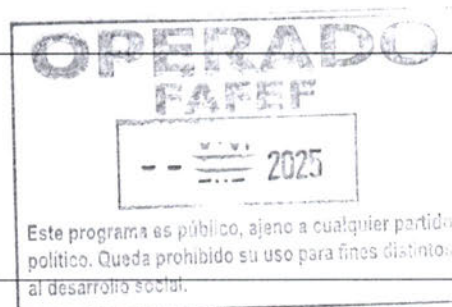 OPERADO
FAFEF
-- 2025
Este programa es público, ajeno a cualquier partido
político. Queda prohibido su uso para fines distintos
al desarrollo social.